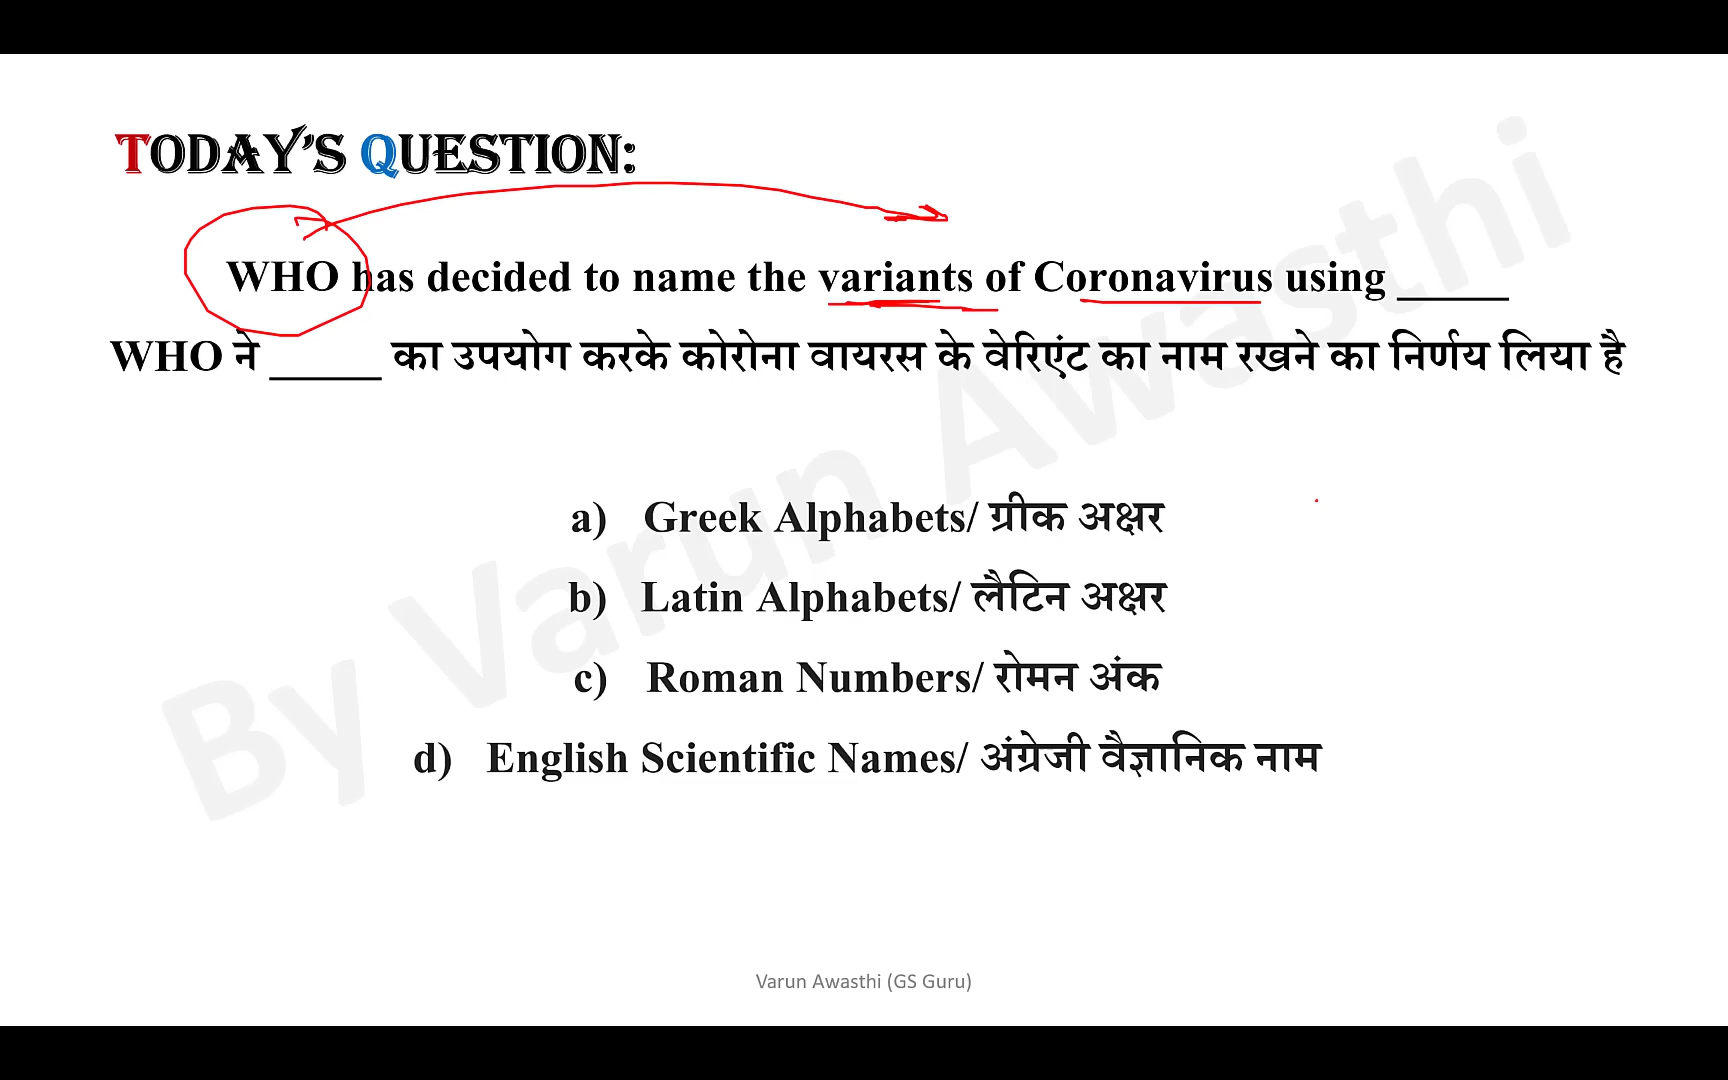 TODAY'S QUESTION:
WHO has decided to name the variants of Coronavirus using _____
WHO ने _____ का उपयोग करके कोरोना वायरस के वेरिएंट का नाम रखने का निर्णय लिया है
a) Greek Alphabets/ ग्रीक अक्षर
b) Latin Alphabets/ लैटिन अक्षर
c) Roman Numbers/ रोमन अंक
d) English Scientific Names/ अंग्रेजी वैज्ञानिक नाम
By Varun Awasthi
Varun Awasthi (GS Guru)